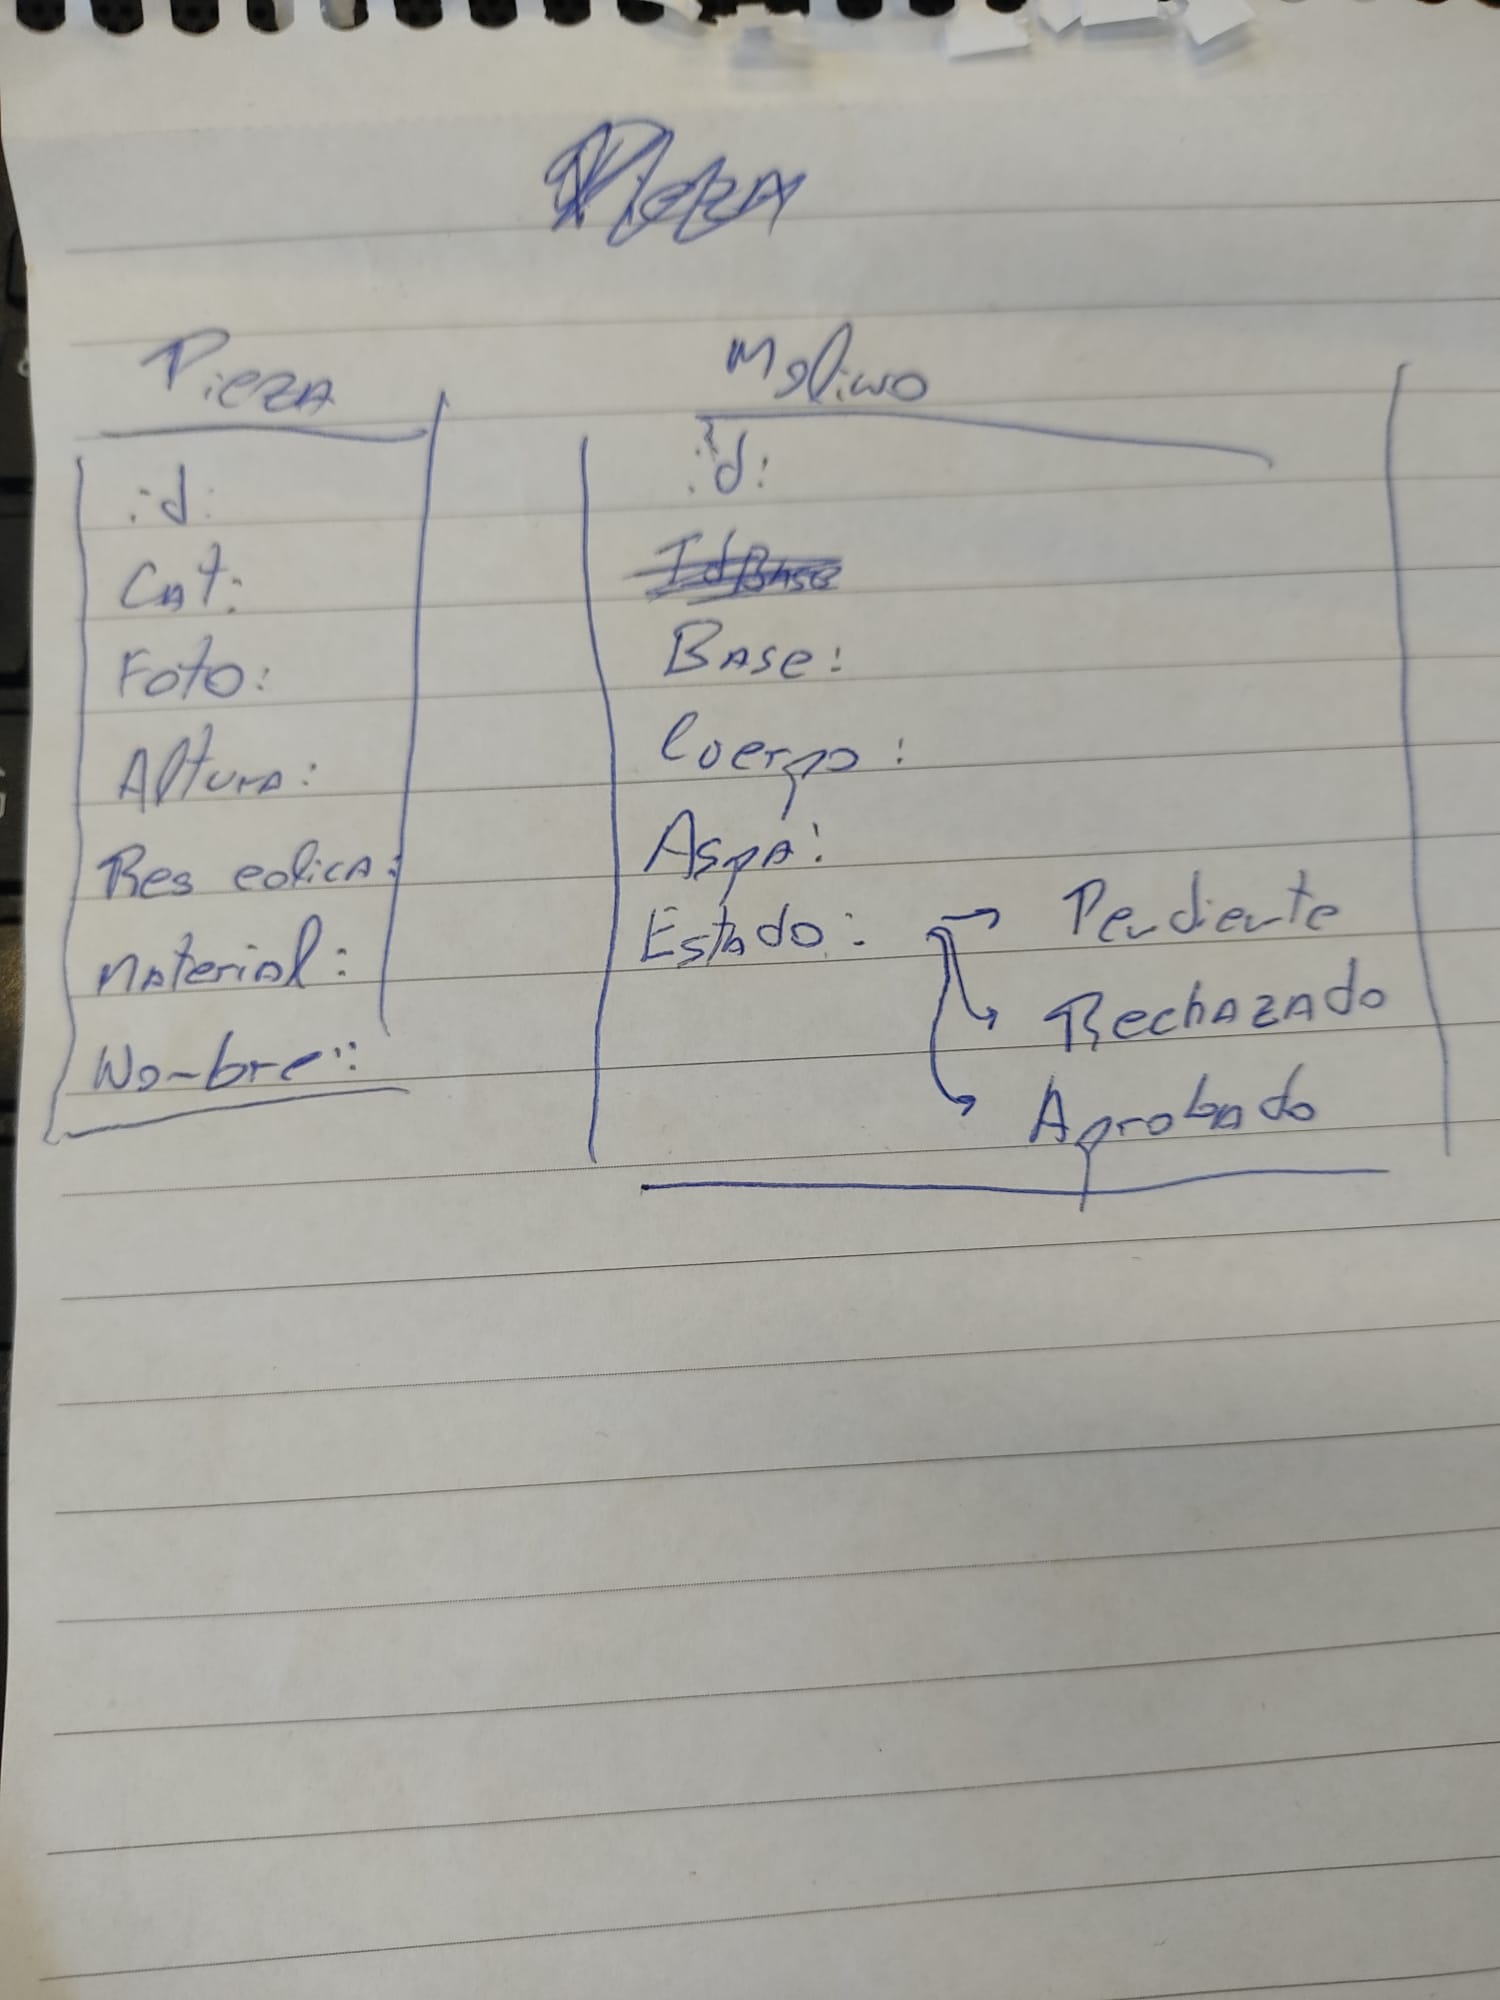 Pieza
Pieza
id:
Cat:
Foto:
Altura:
Res eolica:
Material:
Nombre:
Molino
id:
IdBase
Base:
Cuerpo:
Aspa:
Estado: → Pendiente
Rechazado
Aprobado